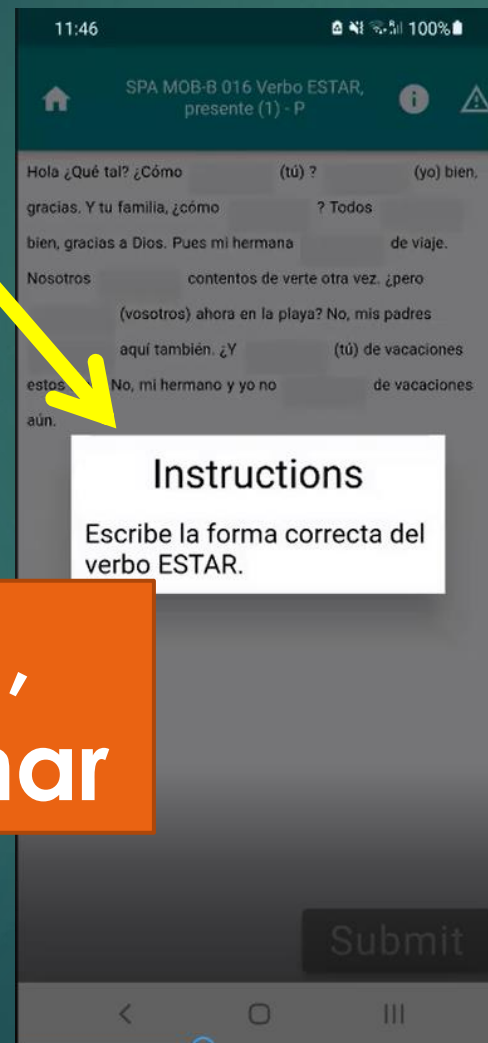 11:46 100%
SPA MOB-B 016 Verbo ESTAR,
presente (1) - P
Hola ¿Qué tal? ¿Cómo (tú) ? (yo) bien,
gracias. Y tu familia, ¿cómo ? Todos
bien, gracias a Dios. Pues mi hermana de viaje.
Nosotros contentos de verte otra vez. ¿pero
(vosotros) ahora en la playa? No, mis padres
aquí también. ¿Y (tú) de vacaciones
estos No, mi hermano y yo no de vacaciones
aún.
Instructions
Escribe la forma correcta del
verbo ESTAR.
Submit